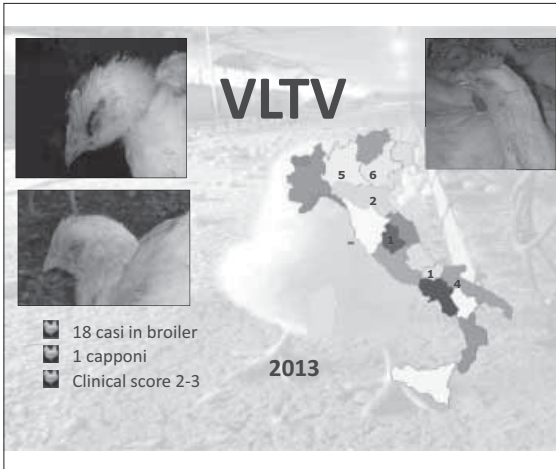 VLTV
5
6
2
1
1
4
18 casi in broiler
1 capponi
Clinical score 2-3
2013